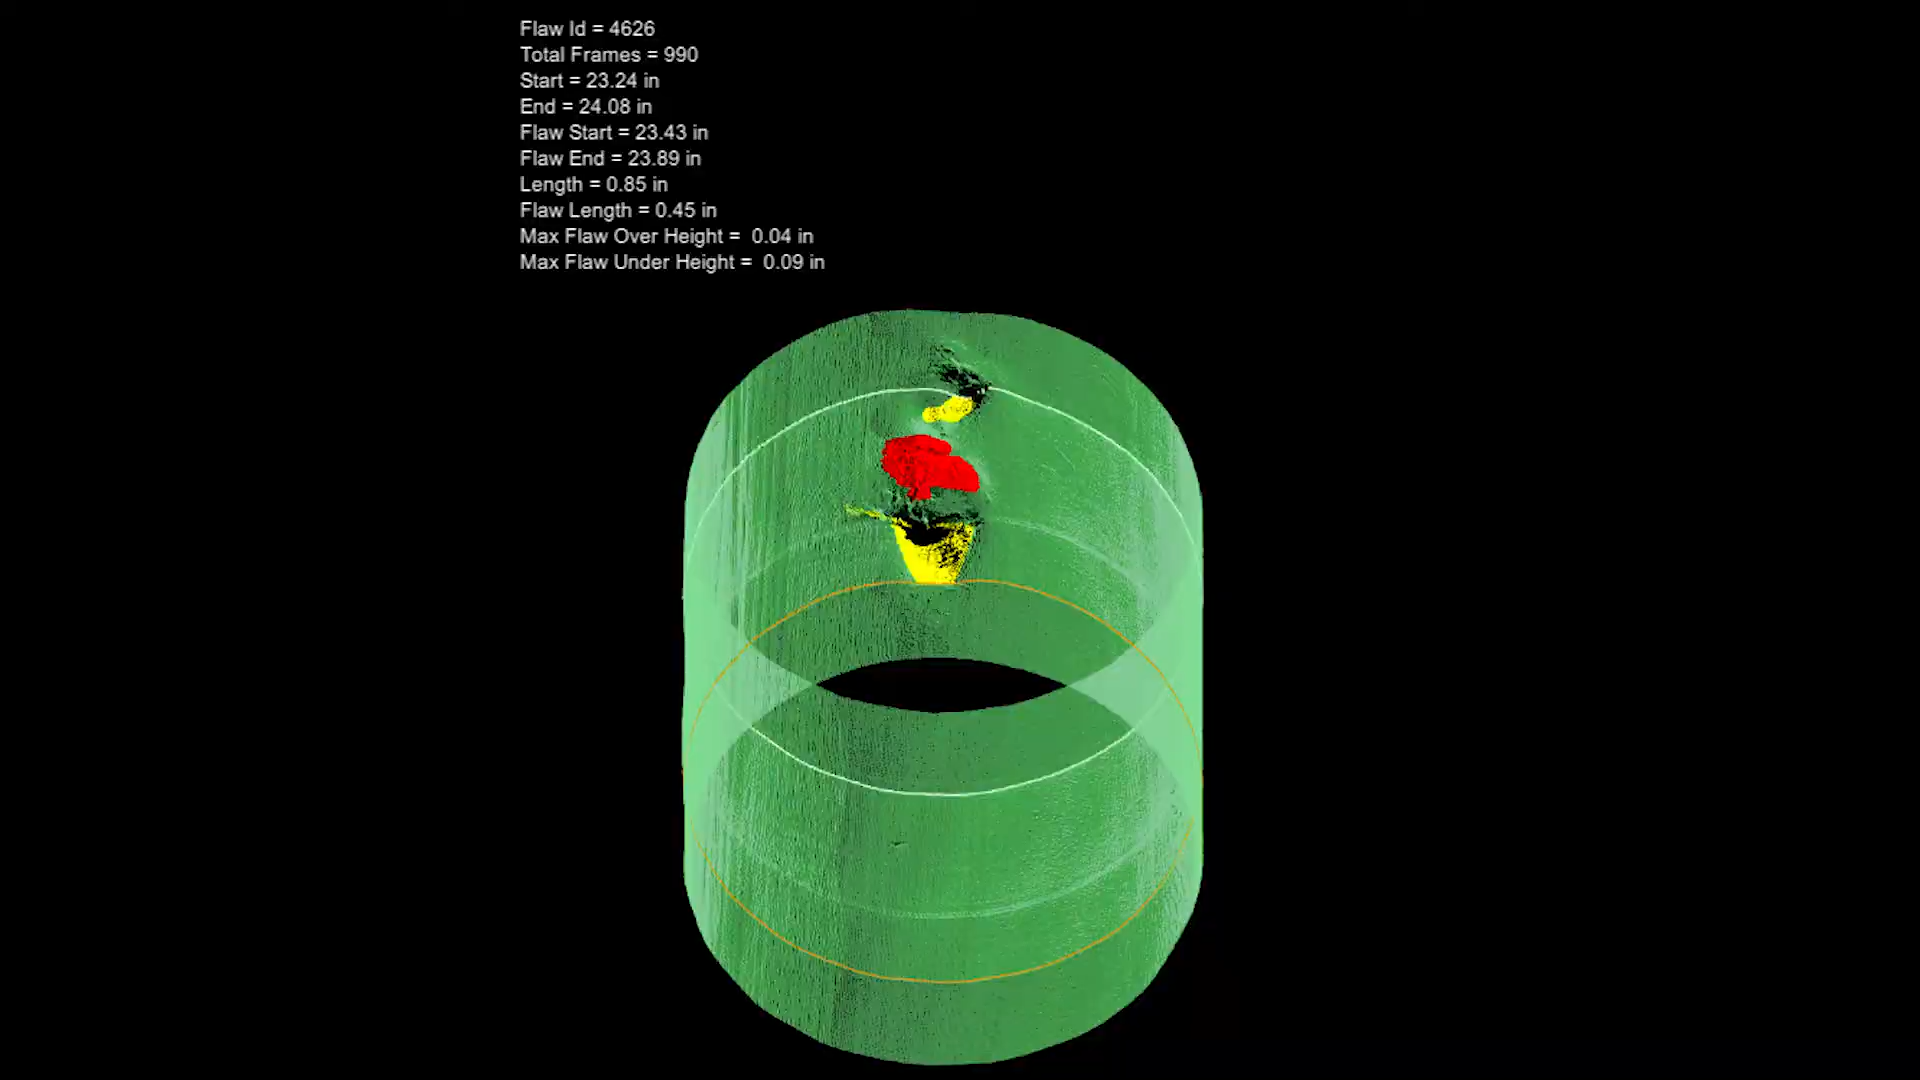 Flaw Id = 4626
Total Frames = 990
Start = 23.24 in
End = 24.08 in
Flaw Start = 23.43 in
Flaw End = 23.89 in
Length = 0.85 in
Flaw Length = 0.45 in
Max Flaw Over Height =  0.04 in
Max Flaw Under Height =  0.09 in